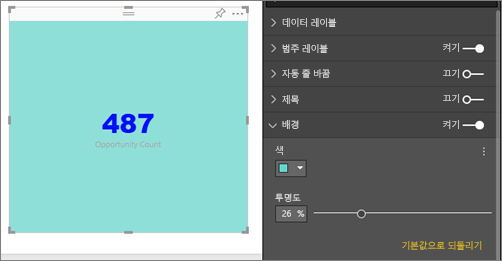 487
Opportunity Count
데이터 레이블
범주 레이블 켜기
자동 줄 바꿈 끄기
제목 끄기
배경 켜기
색
투명도
26 %
기본값으로 되돌리기